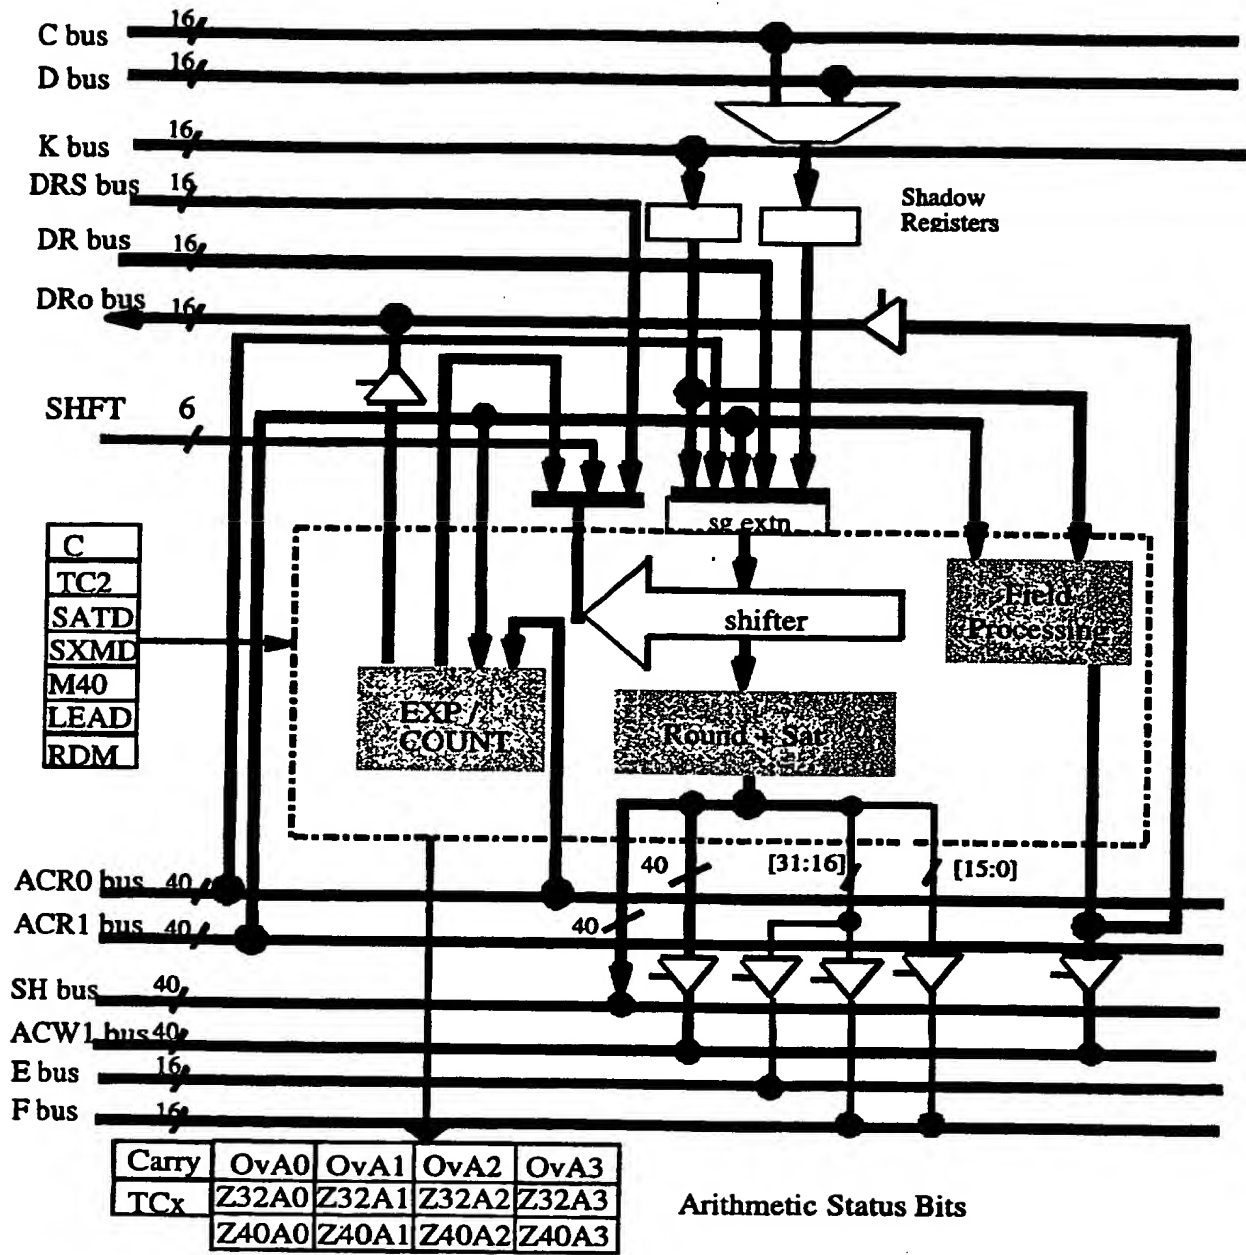 C bus 16
D bus 16
K bus 16
DRS bus 16
Shadow
Registers
DR bus 16
DRo bus 16
SHFT 6
sg extn
C
TC2
SATD
SXMD
M40
LEAD
RDM
shifter
Field
Processing
EXP /
COUNT
Round + Sat
40 [31:16] [15:0]
ACR0 bus 40
40
ACR1 bus 40
SH bus 40
ACW1 bus 40
E bus 16
F bus 16
Carry OvA0 OvA1 OvA2 OvA3
TCx Z32A0 Z32A1 Z32A2 Z32A3
Z40A0 Z40A1 Z40A2 Z40A3
Arithmetic Status Bits